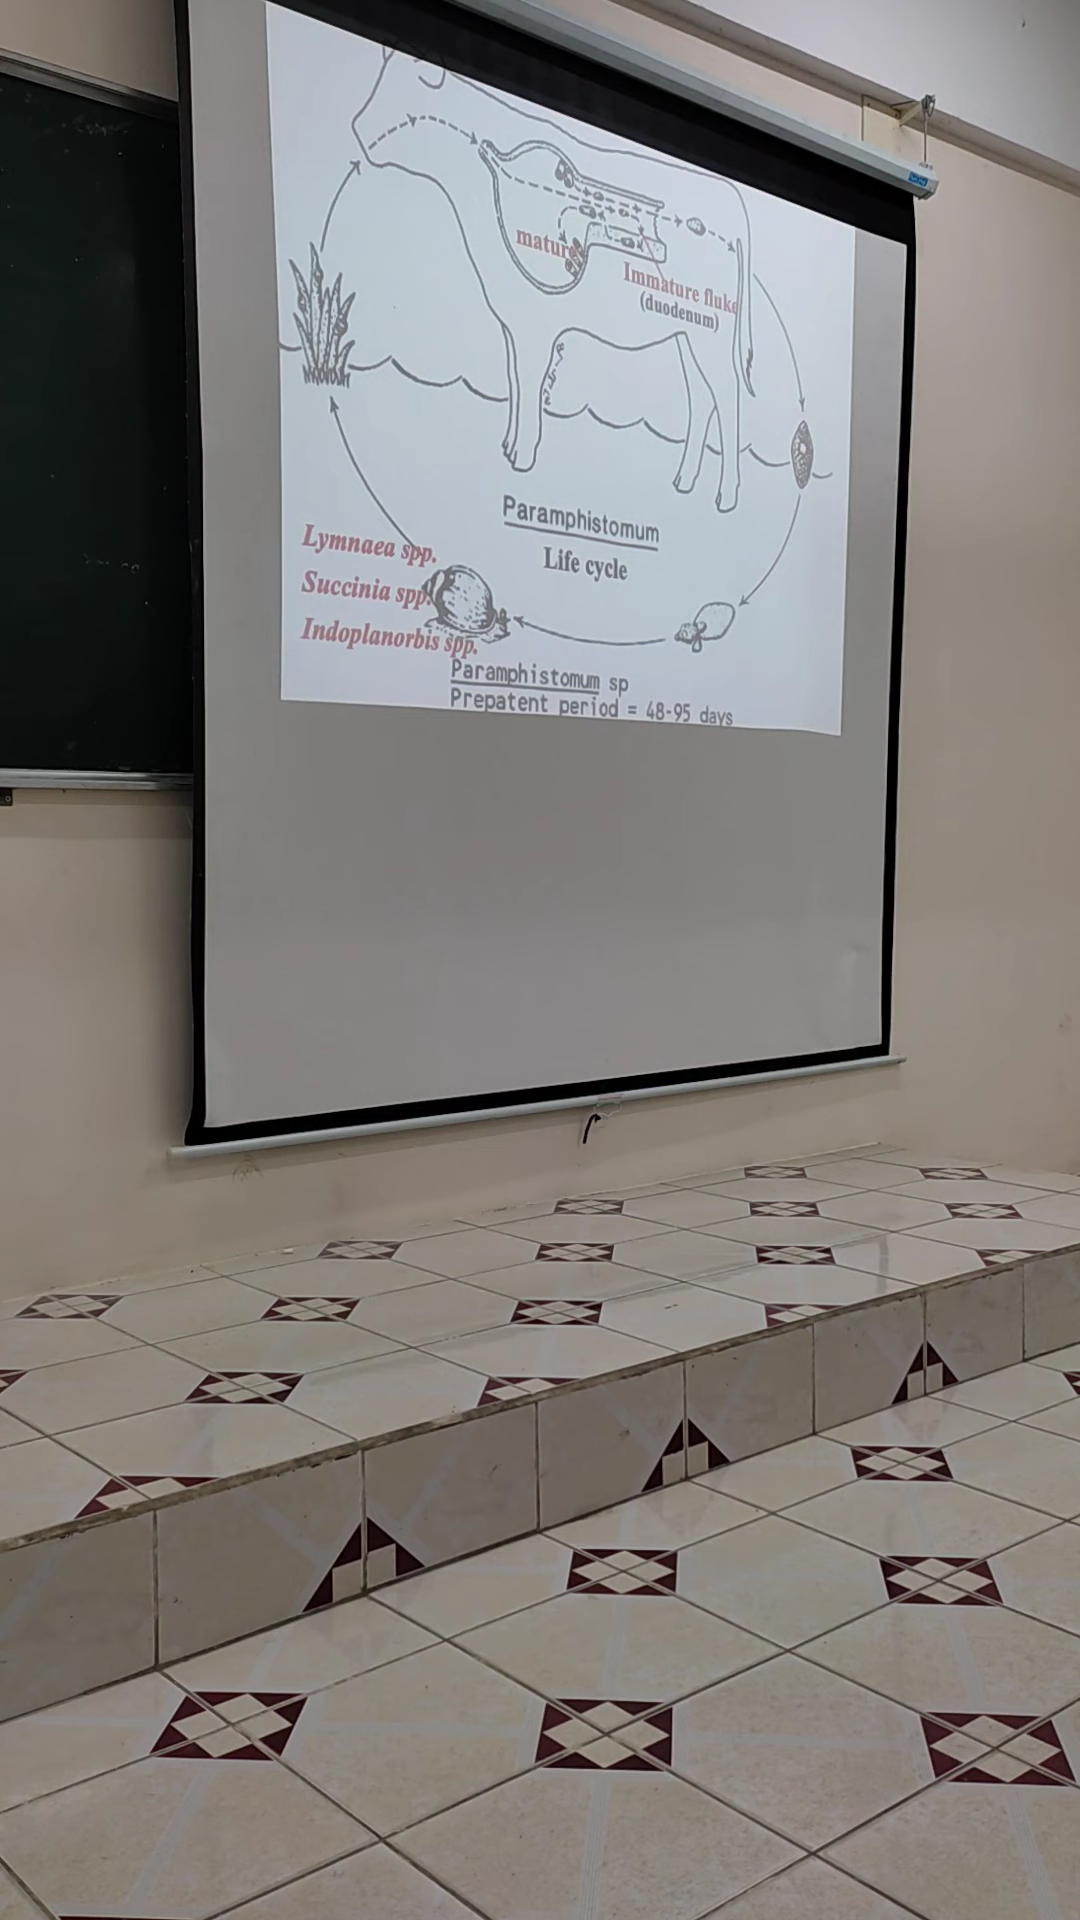 mature
Immature fluke
(duodenum)
Paramphistomum
Life cycle
Lymnaea spp.
Succinia spp.
Indoplanorbis spp.
Paramphistomum sp
Prepatent period = 48-95 days